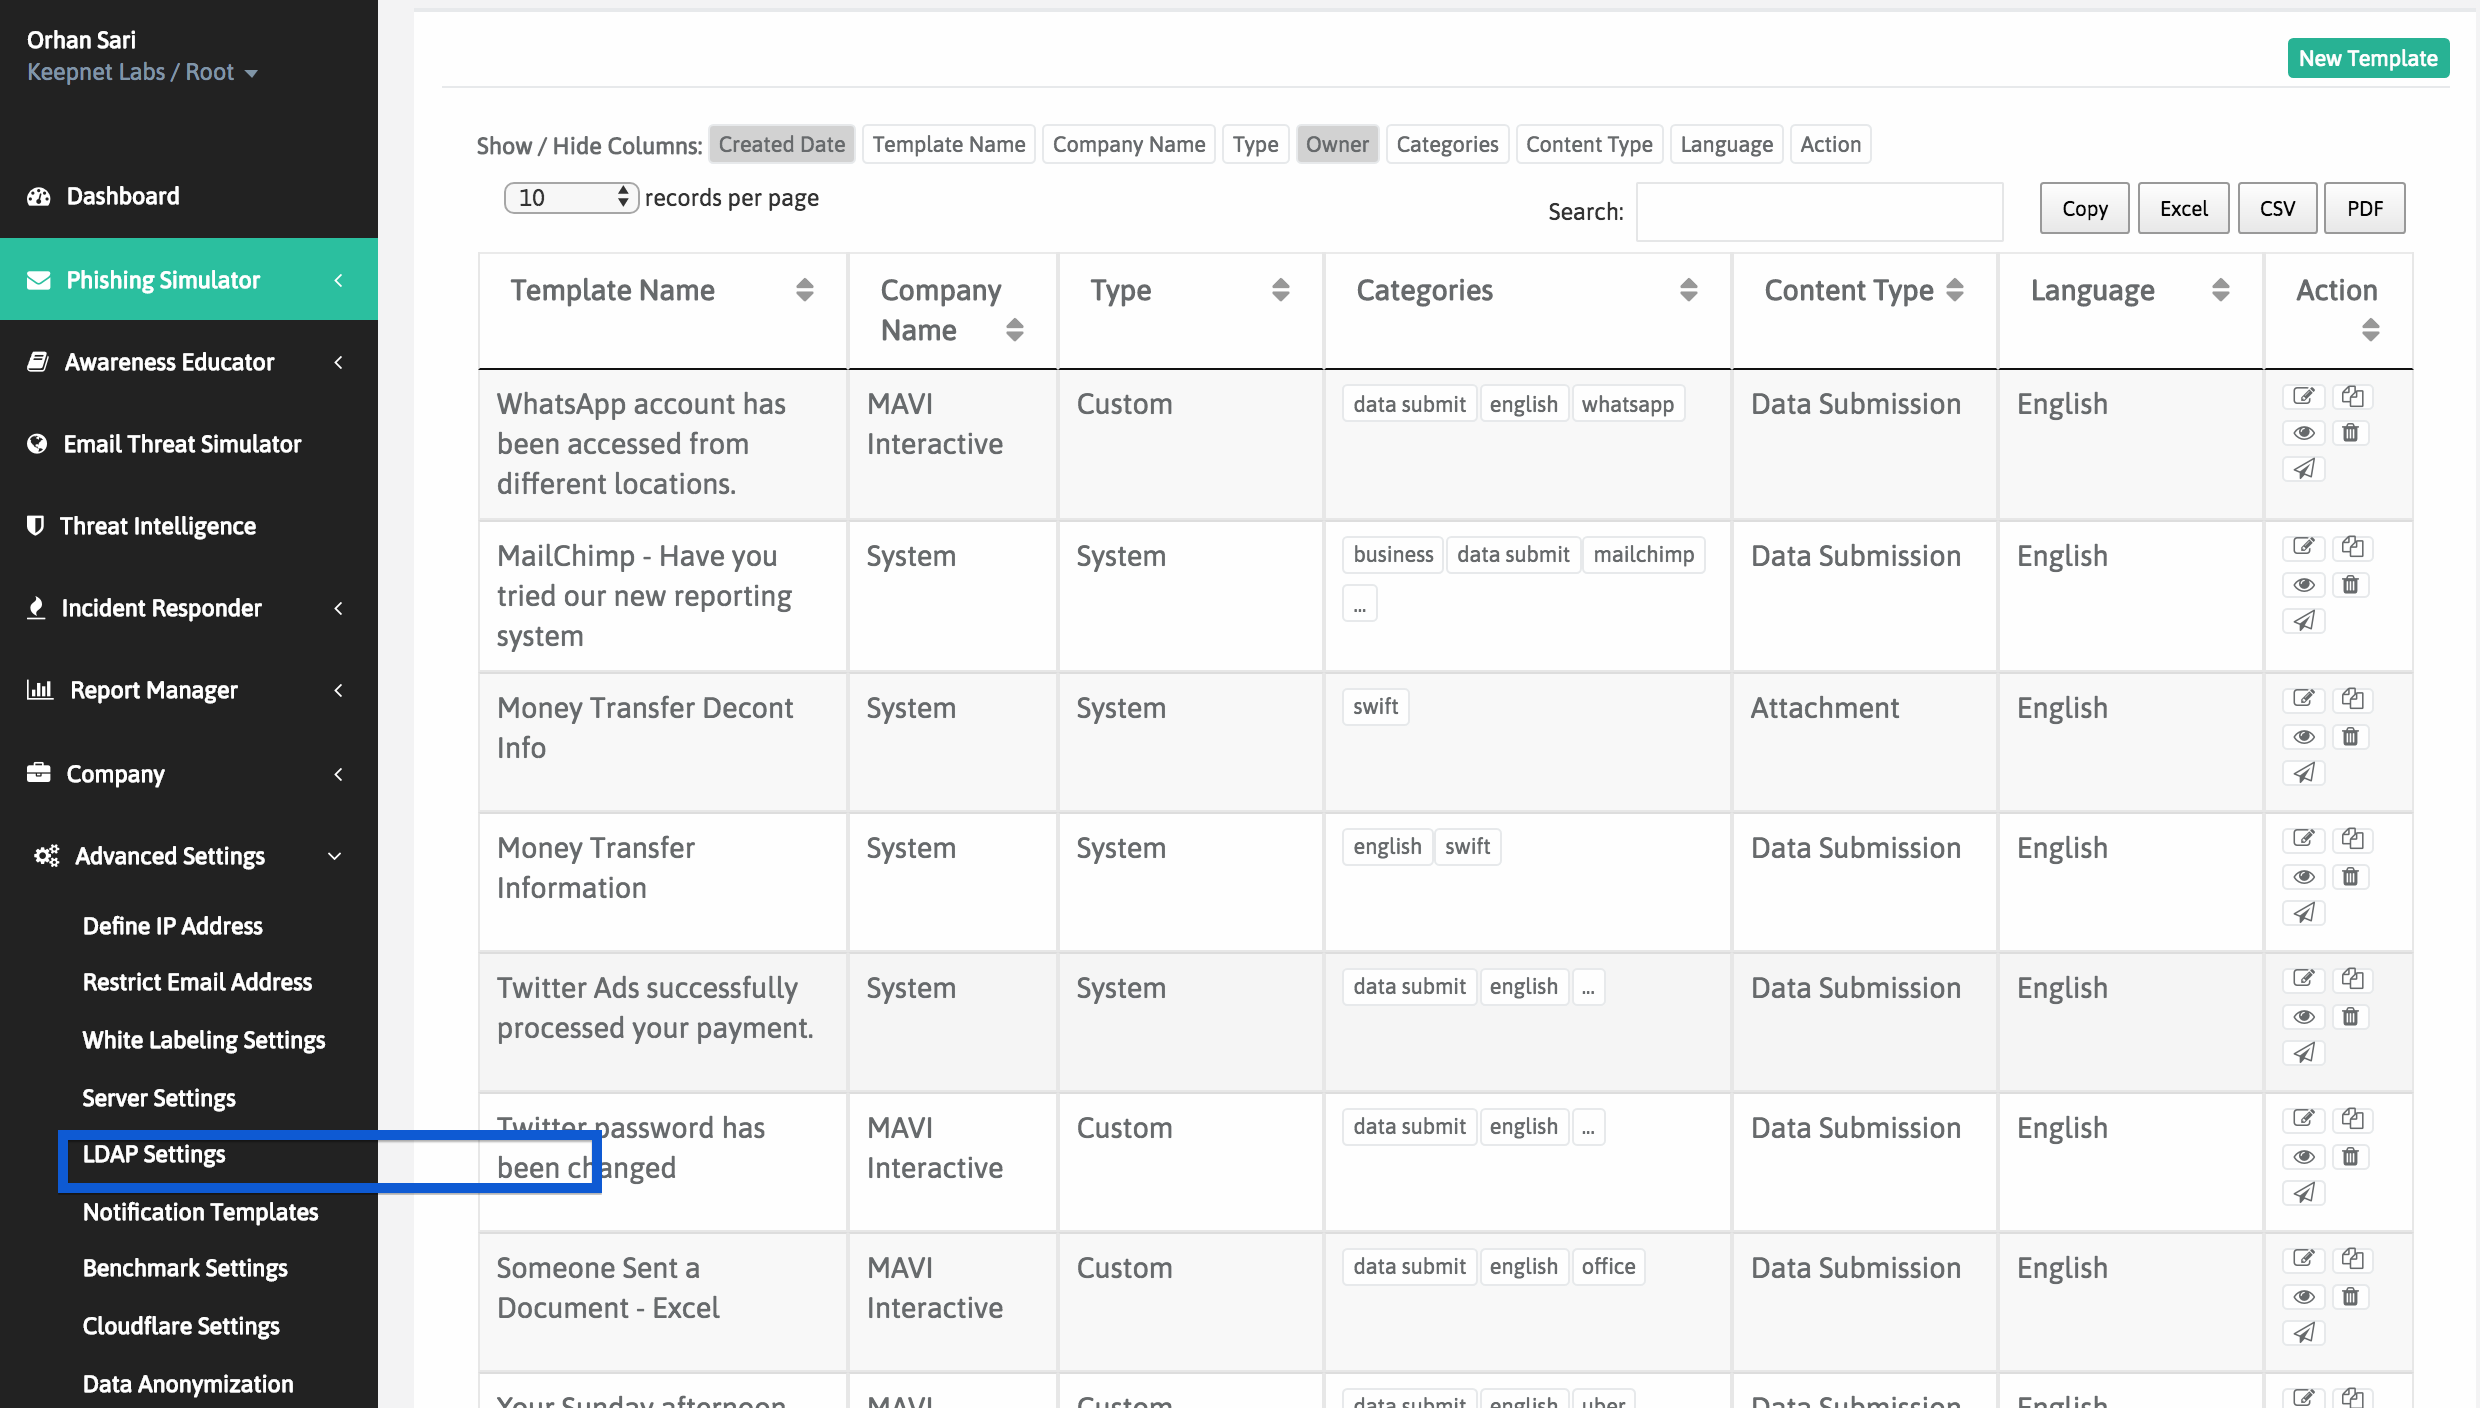 Orhan Sari
Keepnet Labs / Root
Dashboard
Phishing Simulator
Awareness Educator
Email Threat Simulator
Threat Intelligence
Incident Responder
Report Manager
Company
Advanced Settings
Define IP Address
Restrict Email Address
White Labeling Settings
Server Settings
LDAP Settings
Notification Templates
Benchmark Settings
Cloudflare Settings
Data Anonymization
New Template
Show / Hide Columns: Created Date Template Name Company Name Type Owner Categories Content Type Language Action
10 records per page
Search:
Copy Excel CSV PDF
Template Name Company Name Type Categories Content Type Language Action
WhatsApp account has MAVI Custom data submit english whatsapp Data Submission English
been accessed from Interactive
different locations.
MailChimp - Have you System System business data submit mailchimp Data Submission English
tried our new reporting ...
system
Money Transfer Decont System System swift Attachment English
Info
Money Transfer System System english swift Data Submission English
Information
Twitter Ads successfully System System data submit english ... Data Submission English
processed your payment.
Twitter password has MAVI Custom data submit english ... Data Submission English
been changed Interactive
Someone Sent a MAVI Custom data submit english office Data Submission English
Document - Excel Interactive
Your Sunday afternoon MAVI Custom data submit english uber Data Submission English